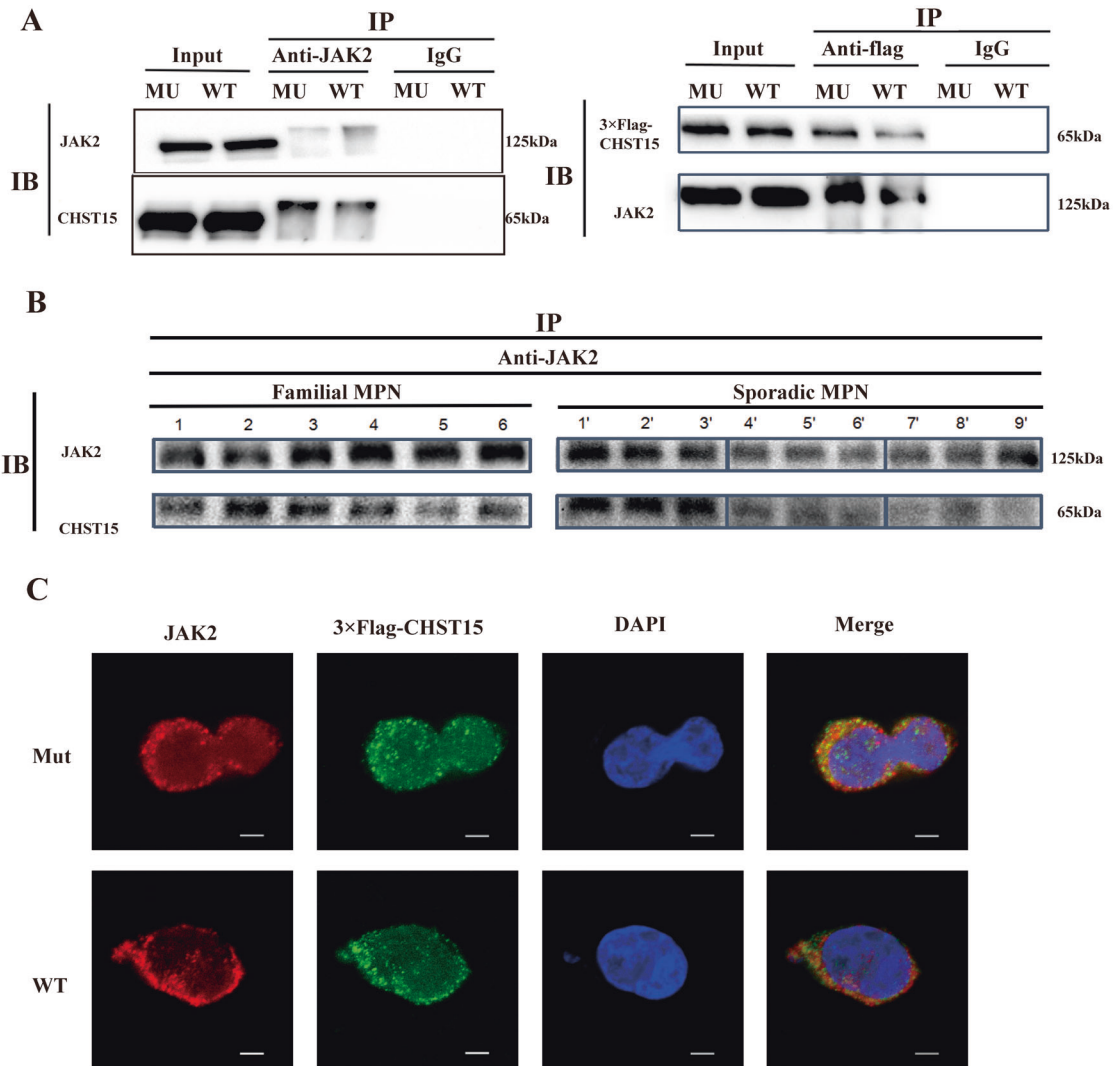 A
IP
Input Anti-JAK2 IgG
MU WT MU WT MU WT
IB
JAK2 125kDa
CHST15 65kDa
IP
Input Anti-flag IgG
MU WT MU WT MU WT
IB
3×Flag-
CHST15 65kDa
JAK2 125kDa
B
IP
Anti-JAK2
Familial MPN Sporadic MPN
1 2 3 4 5 6 1' 2' 3' 4' 5' 6' 7' 8' 9'
IB
JAK2 125kDa
CHST15 65kDa
C
JAK2 3×Flag-CHST15 DAPI Merge
Mut
WT